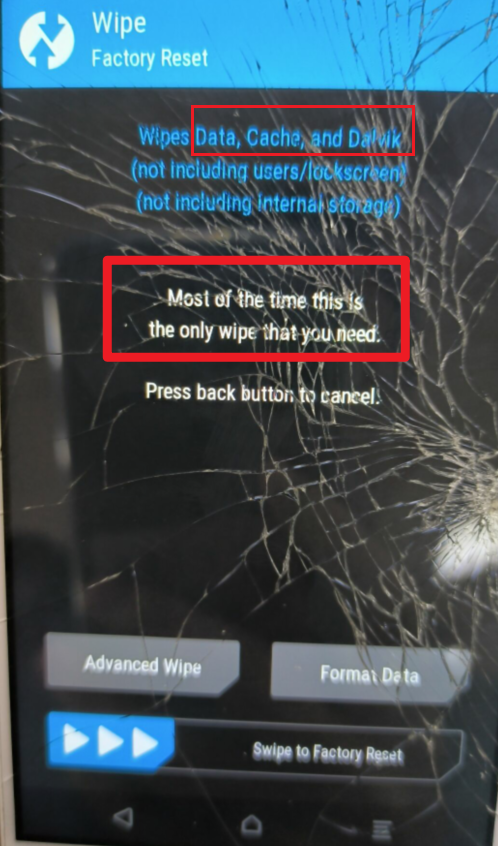 Wipe
Factory Reset
Wipes Data, Cache, and Dalvik
(not including users/lockscreen)
(not including internal storage)
Most of the time this is
the only wipe that you need.
Press back button to cancel.
Advanced Wipe
Format Data
Swipe to Factory Reset